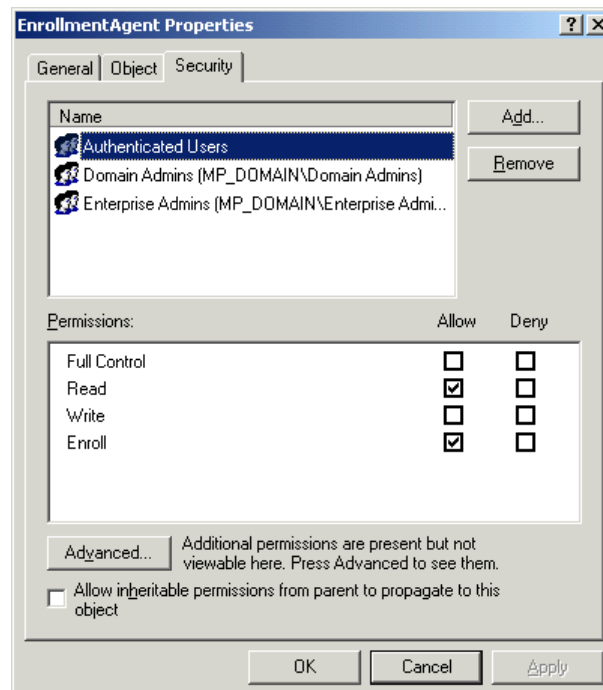 EnrollmentAgent Properties
General Object Security
Name
Add...
Authenticated Users
Remove
Domain Admins (MP_DOMAIN\Domain Admins)
Enterprise Admins (MP_DOMAIN\Enterprise Admi...
Permissions: Allow Deny
Full Control
Read
Write
Enroll
Advanced...
Additional permissions are present but not
viewable here. Press Advanced to see them.
Allow inheritable permissions from parent to propagate to this
object
OK Cancel Apply